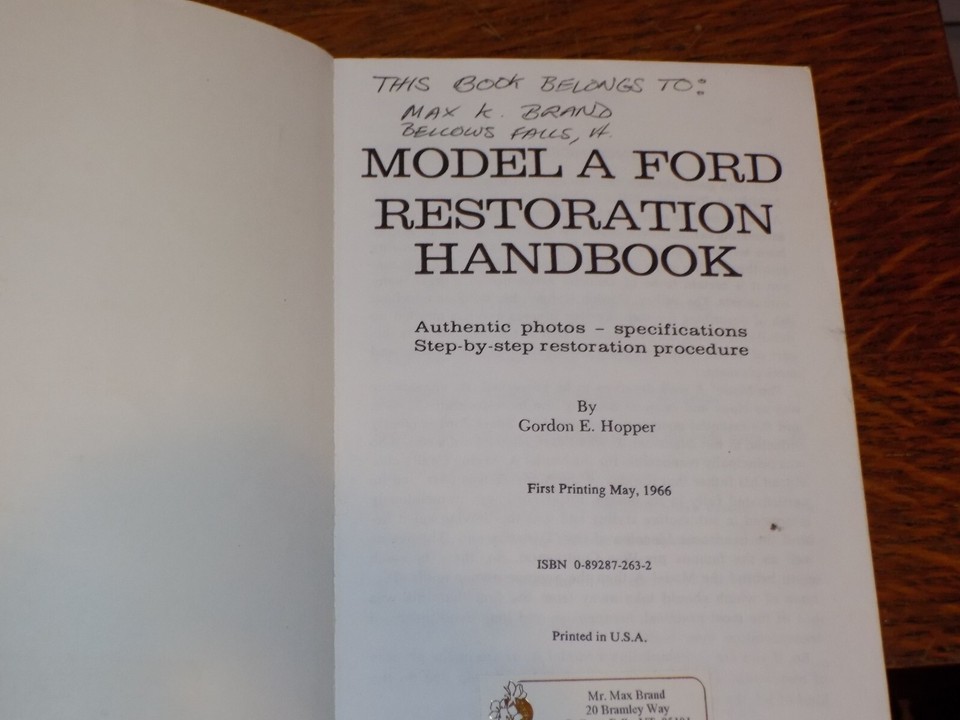 THIS BOOK BELONGS TO:
MAX K. BRAND
BELLOWS FALLS, Vt.
MODEL A FORD
RESTORATION
HANDBOOK
Authentic photos – specifications
Step-by-step restoration procedure
By
Gordon E. Hopper
First Printing May, 1966
ISBN 0-89287-263-2
Printed in U.S.A.
Mr. Max Brand
20 Bramley Way